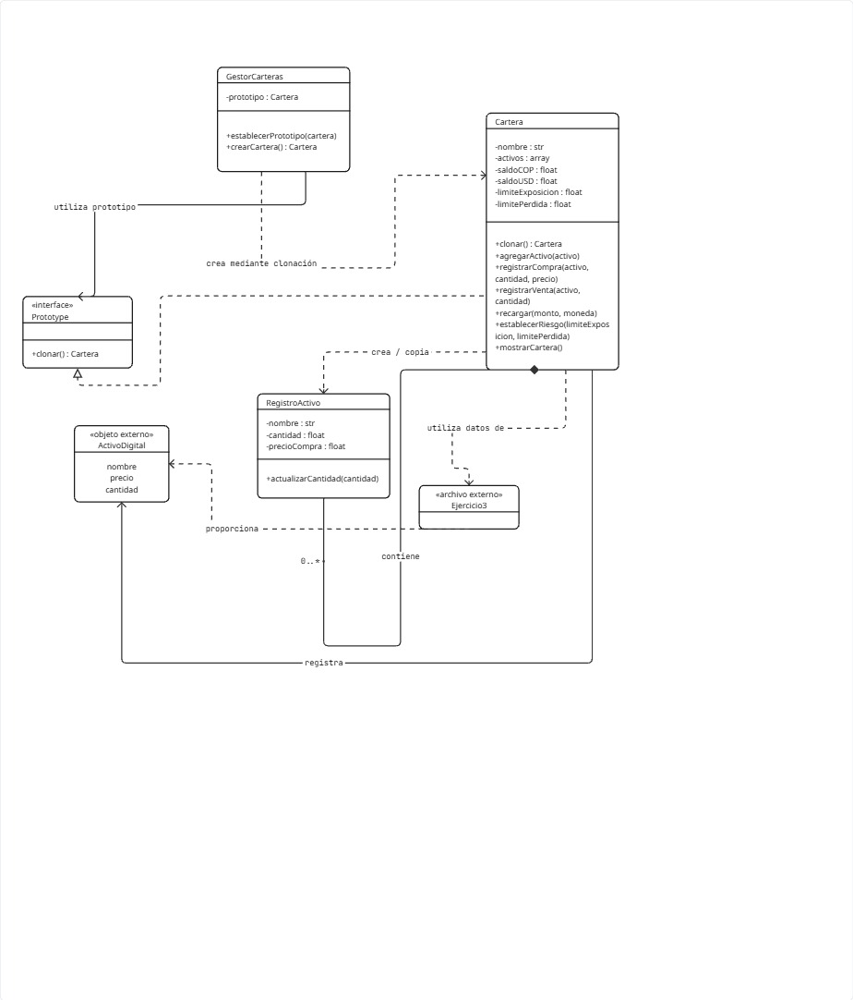 GestorCarteras
-prototipo : Cartera
+establecerPrototipo(cartera)
+crearCartera() : Cartera
Cartera
-nombre : str
-activos : array
-saldoCOP : float
-saldoUSD : float
-limiteExposicion : float
-limitePerdida : float
+clonar() : Cartera
+agregarActivo(activo)
+registrarCompra(activo,
cantidad, precio)
+registrarVenta(activo,
cantidad)
+recargar(monto, moneda)
+establecerRiesgo(limiteExpos
icion, limitePerdida)
+mostrarCartera()
utiliza prototipo
crea mediante clonación
«interface»
Prototype
+clonar() : Cartera
crea / copia
RegistroActivo
-nombre : str
-cantidad : float
-precioCompra : float
+actualizarCantidad(cantidad)
«objeto externo»
ActivoDigital
nombre
precio
cantidad
utiliza datos de
«archivo externo»
Ejercicio3
proporciona
0..*
contiene
registra